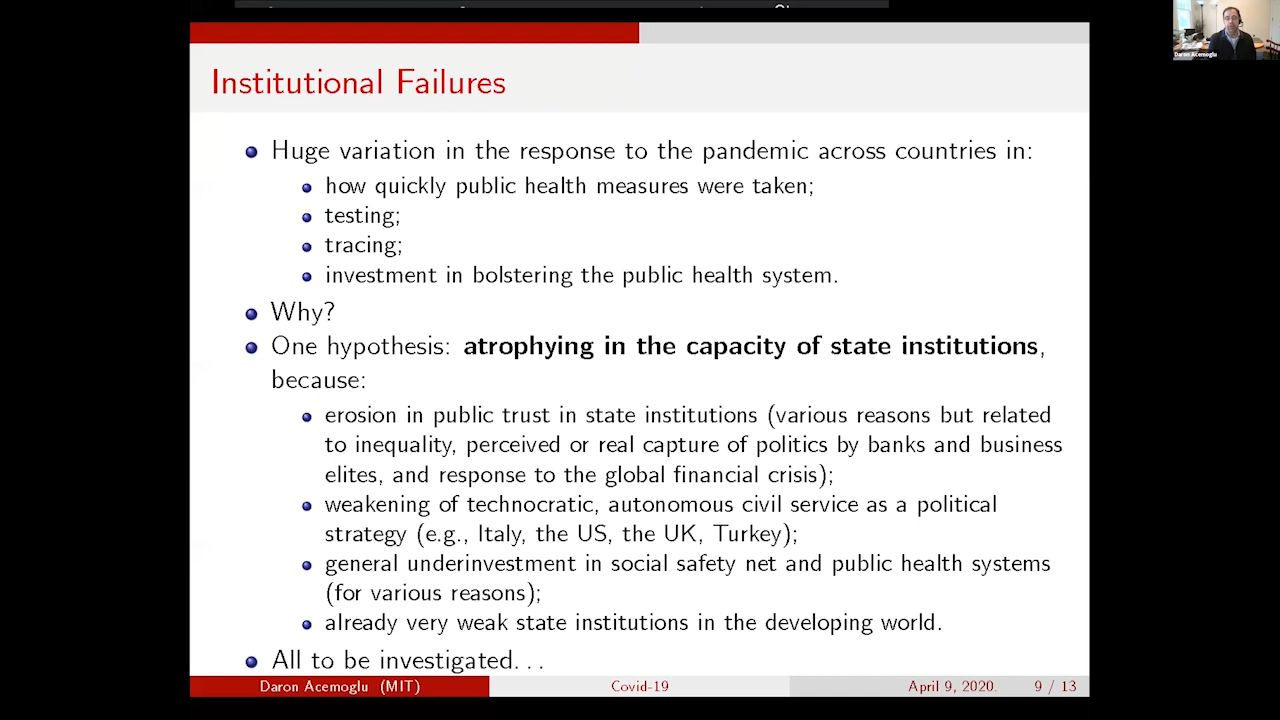 Daron Acemoglu
Institutional Failures
Huge variation in the response to the pandemic across countries in:
how quickly public health measures were taken;
testing;
tracing;
investment in bolstering the public health system.
Why?
One hypothesis: atrophying in the capacity of state institutions,
because:
erosion in public trust in state institutions (various reasons but related
to inequality, perceived or real capture of politics by banks and business
elites, and response to the global financial crisis);
weakening of technocratic, autonomous civil service as a political
strategy (e.g., Italy, the US, the UK, Turkey);
general underinvestment in social safety net and public health systems
(for various reasons);
already very weak state institutions in the developing world.
All to be investigated...
Daron Acemoglu (MIT) Covid-19 April 9, 2020. 9 / 13